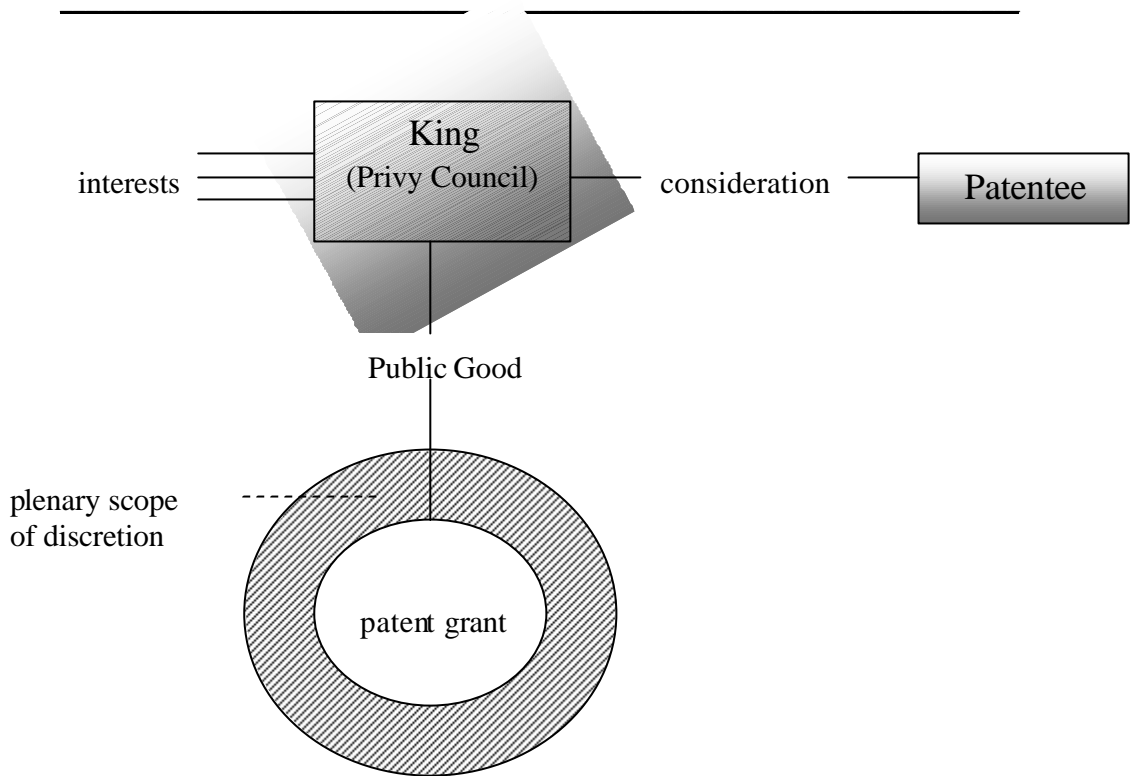 King
(Privy Council)
interests
consideration
Patentee
Public Good
plenary scope
of discretion
patent grant